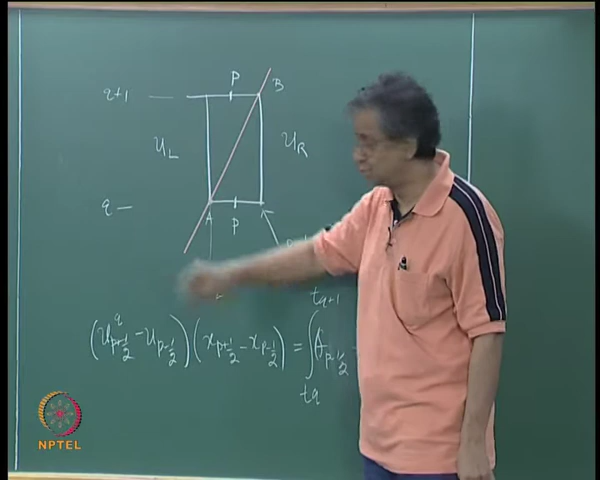 P
q+1 B
u_L u_R
q A
P
t_{q+1}
(u^q_{p+1/2} - u_{p-1/2}) (x_{p+1/2} - x_{p-1/2}) = ∫ f_{p-1/2}
t_q
NPTEL